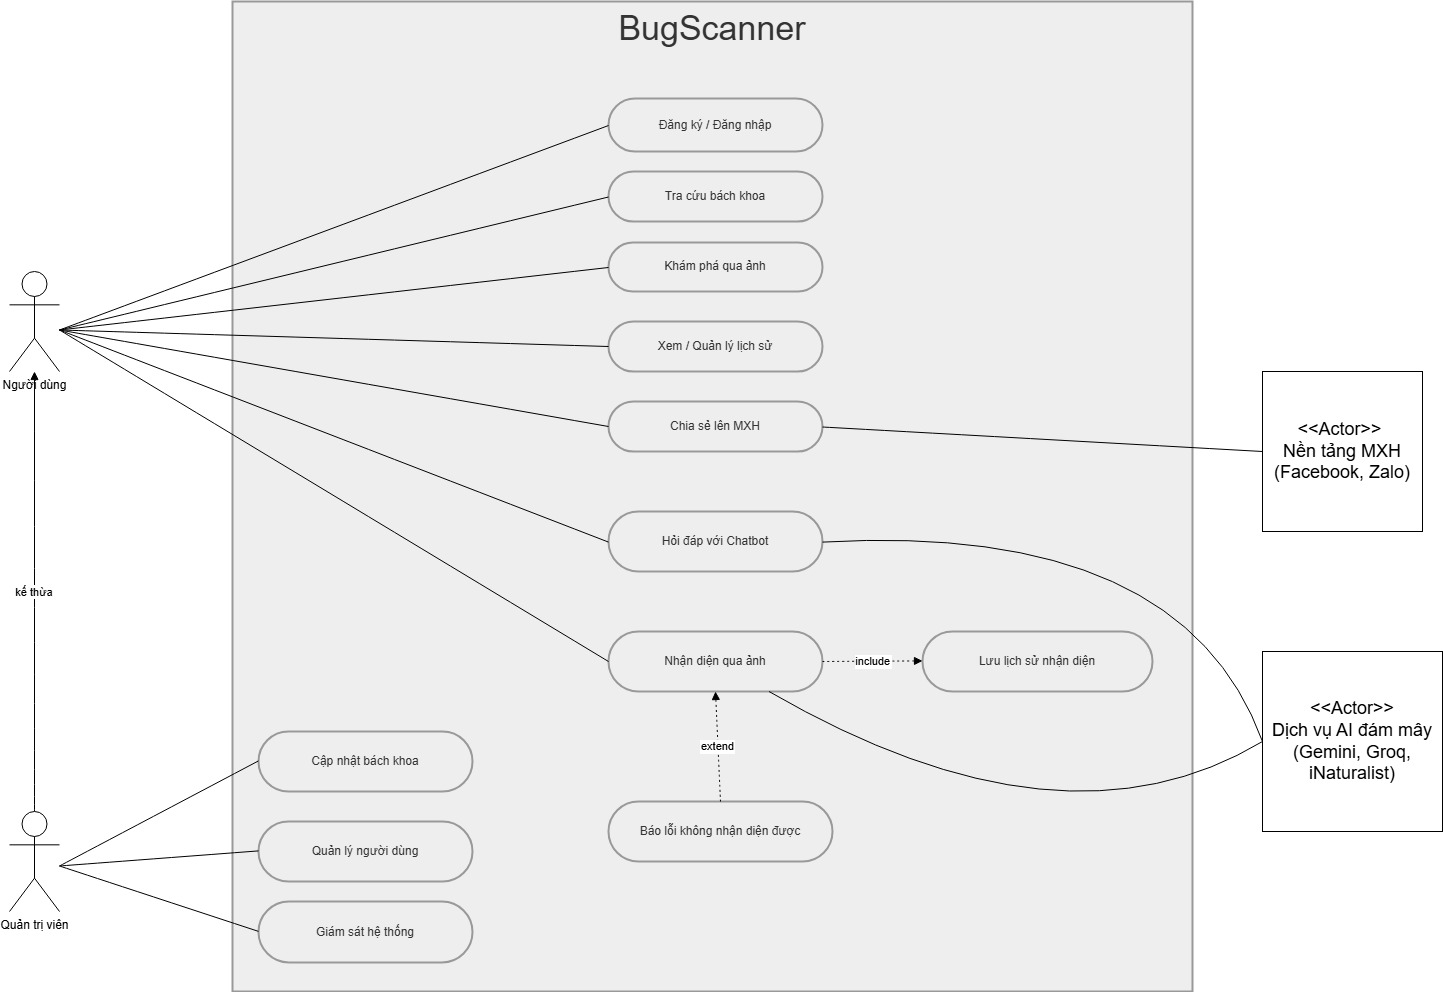 BugScanner
Đăng ký / Đăng nhập
Tra cứu bách khoa
Khám phá qua ảnh
Xem / Quản lý lịch sử
Chia sẻ lên MXH
Hỏi đáp với Chatbot
Nhận diện qua ảnh
include
Lưu lịch sử nhận diện
extend
Báo lỗi không nhận diện được
Cập nhật bách khoa
Quản lý người dùng
Giám sát hệ thống
Người dùng
kế thừa
Quản trị viên
<<Actor>>
Nền tảng MXH
(Facebook, Zalo)
<<Actor>>
Dịch vụ AI đám mây
(Gemini, Groq,
iNaturalist)